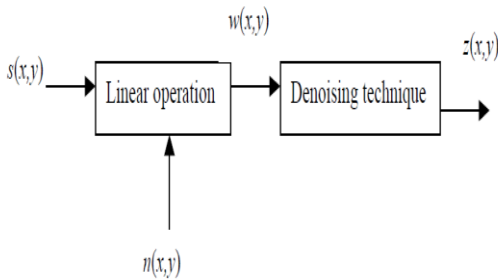 w(x,y)
z(x,y)
s(x,y)
Linear operation
Denoising technique
n(x,y)